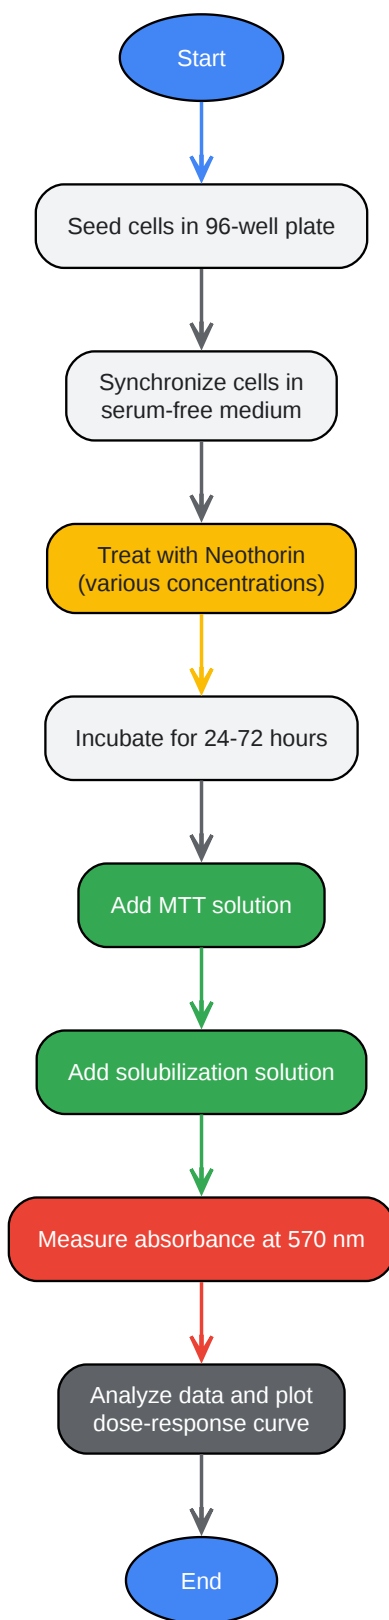 Start
Seed cells in 96-well plate
Synchronize cells in
serum-free medium
Treat with Neothorin
(various concentrations)
Incubate for 24-72 hours
Add MTT solution
Add solubilization solution
Measure absorbance at 570 nm
Analyze data and plot
dose-response curve
End